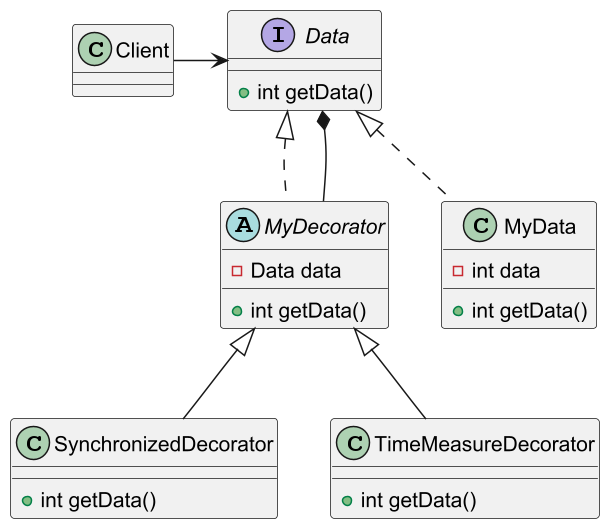 C Client
I Data
+ int getData()
A MyDecorator
Data data
int getData()
C MyData
int data
int getData()
C SynchronizedDecorator
int getData()
C TimeMeasureDecorator
int getData()